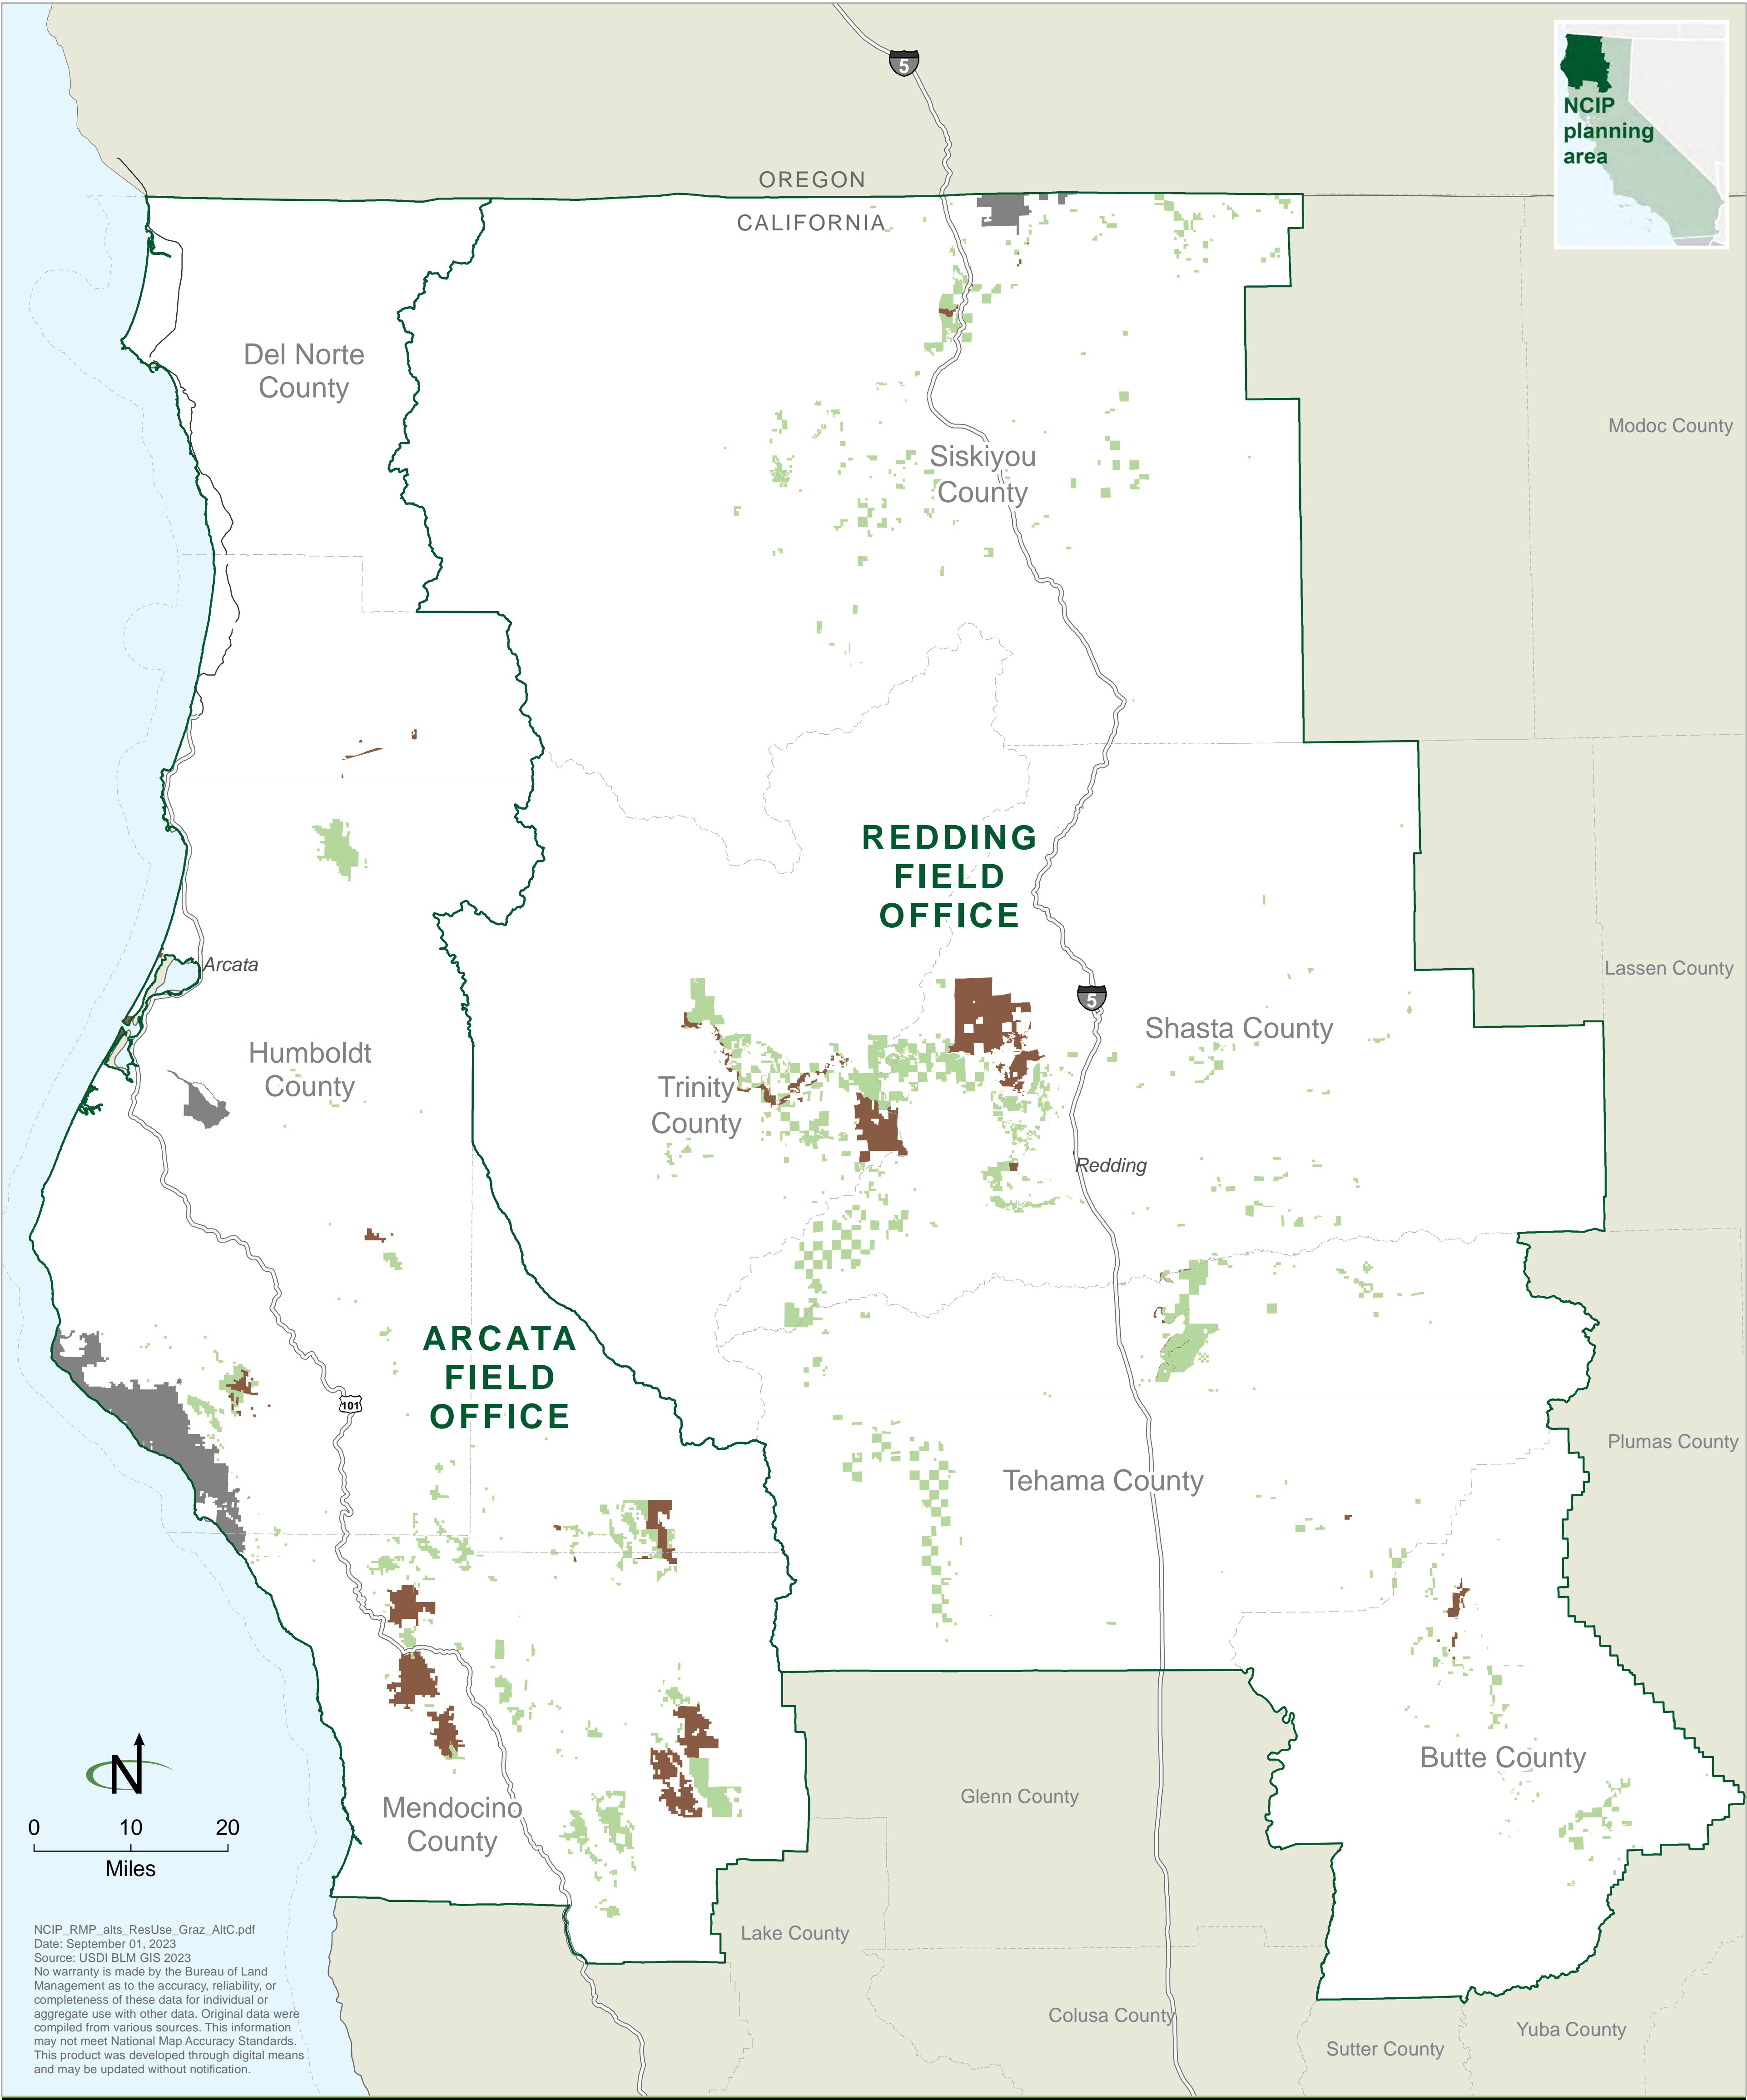 5
NCIP
planning
area
OREGON
CALIFORNIA
Del Norte
County
Modoc County
Siskiyou
County
REDDING
FIELD
OFFICE
Arcata
Lassen County
5
Shasta County
Humboldt
County
Trinity
County
Redding
ARCATA
FIELD
OFFICE
101
Plumas County
Tehama County
N
Butte County
Glenn County
Mendocino
County
0 10 20
Miles
Lake County
NCIP_RMP_alts_ResUse_Graz_AltC.pdf
Date: September 01, 2023
Source: USDI BLM GIS 2023
No warranty is made by the Bureau of Land
Management as to the accuracy, reliability, or
completeness of these data for individual or
aggregate use with other data. Original data were
compiled from various sources. This information
may not meet National Map Accuracy Standards.
This product was developed through digital means
and may be updated without notification.
Colusa County
Sutter County
Yuba County